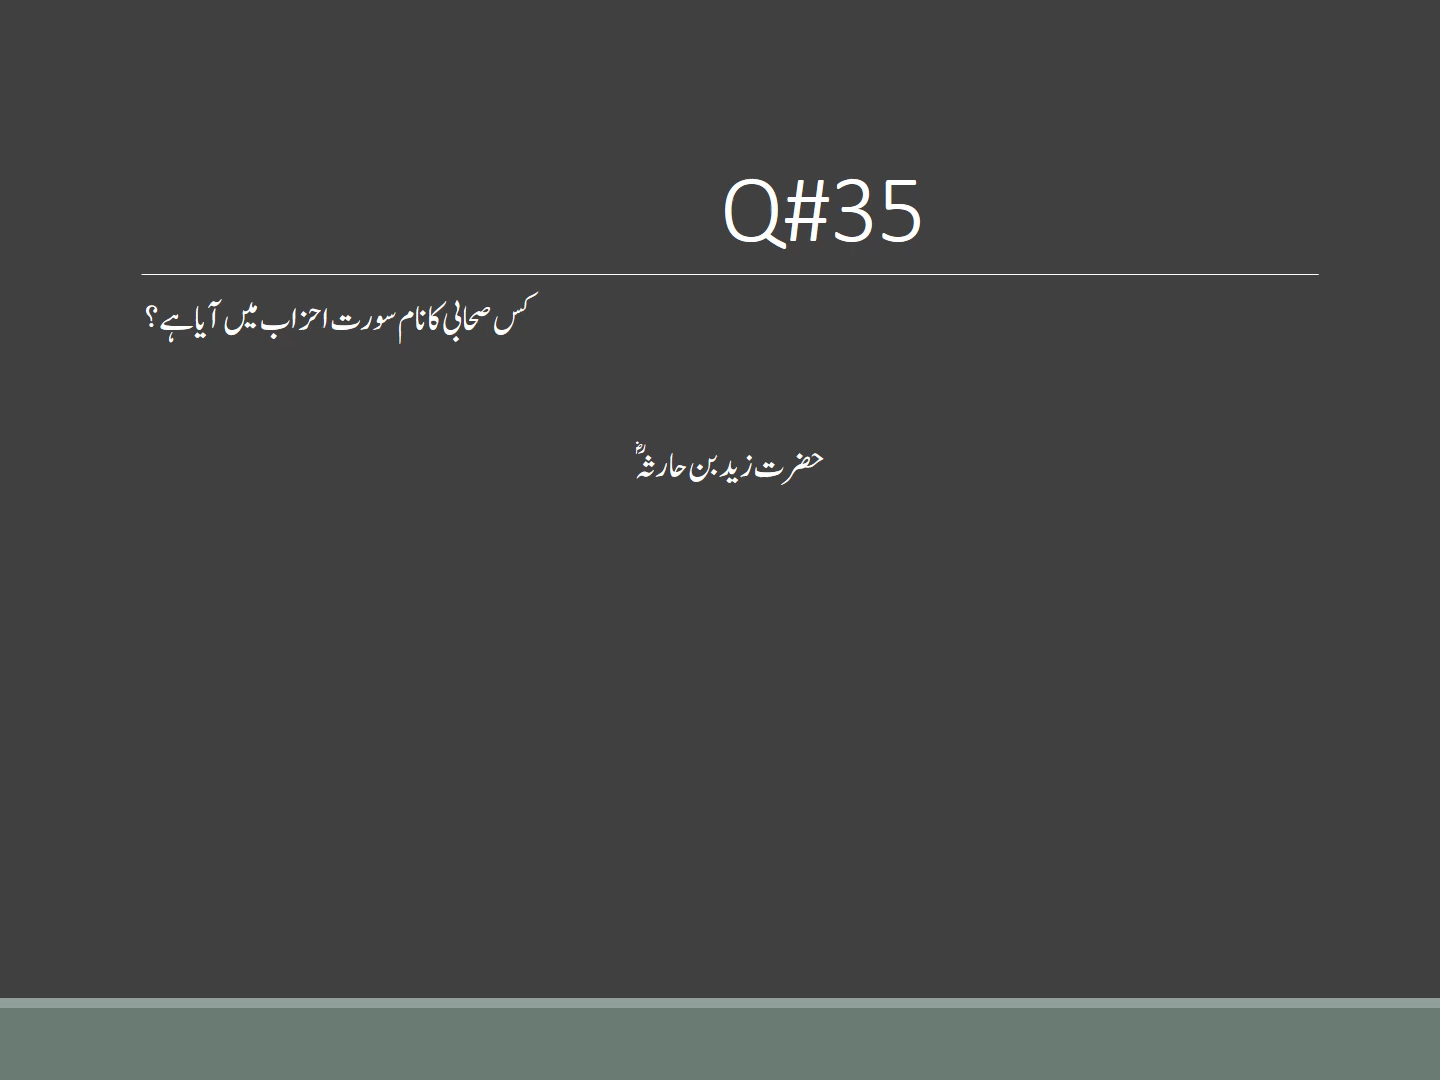 Q#35
کس صحابی کا نام سورت احزاب میں آیا ہے؟
حضرت زید بن حارثہؓ